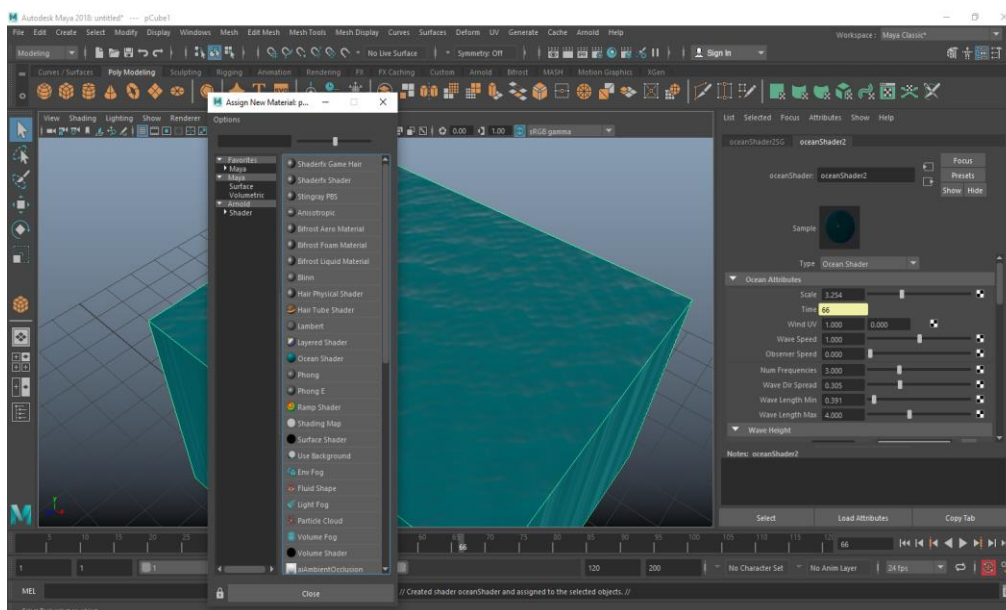 Autodesk Maya 2018: untitled* --- pCube1
File Edit Create Select Modify Display Windows Mesh Edit Mesh Mesh Tools Mesh Display Curves Surfaces Deform UV Generate Cache Arnold Help
Workspace : Maya Classic*
Modeling
No Live Surface
Symmetry: Off
Sign In
Curves / Surfaces Poly Modeling Sculpting Rigging Animation Rendering FX FX Caching Custom Arnold Bifrost MASH Motion Graphics XGen
Assign New Material: p...
Options
View Shading Lighting Show Renderer
0.00 1.00 sRGB gamma
Favorites
Maya
Maya
Surface
Volumetric
Arnold
Shader
Shaderfx Game Hair
Shaderfx Shader
Stingray PBS
Anisotropic
Bifrost Aero Material
Bifrost Foam Material
Bifrost Liquid Material
Blinn
Hair Physical Shader
Hair Tube Shader
Lambert
Layered Shader
Ocean Shader
Phong
Phong E
Ramp Shader
Shading Map
Surface Shader
Use Background
Env Fog
Fluid Shape
Light Fog
Particle Cloud
Volume Fog
Volume Shader
aiAmbientOcclusion
Close
List Selected Focus Attributes Show Help
oceanShader2SG oceanShader2
Focus
oceanShader: oceanShader2
Presets
Show Hide
Sample
Type Ocean Shader
Ocean Attributes
Scale 3.254
Time 66
Wind UV 1.000 0.000
Wave Speed 1.000
Observer Speed 0.000
Num Frequencies 3.000
Wave Dir Spread 0.305
Wave Length Min 0.391
Wave Length Max 4.000
Wave Height
Notes: oceanShader2
Select Load Attributes Copy Tab
5 10 15 20 25 60 65 70 75 80 85 90 95 100 105 110 115 120
66
66
1 1 1 120 200 No Character Set No Anim Layer 24 fps
MEL // Created shader oceanShader and assigned to the selected objects. //